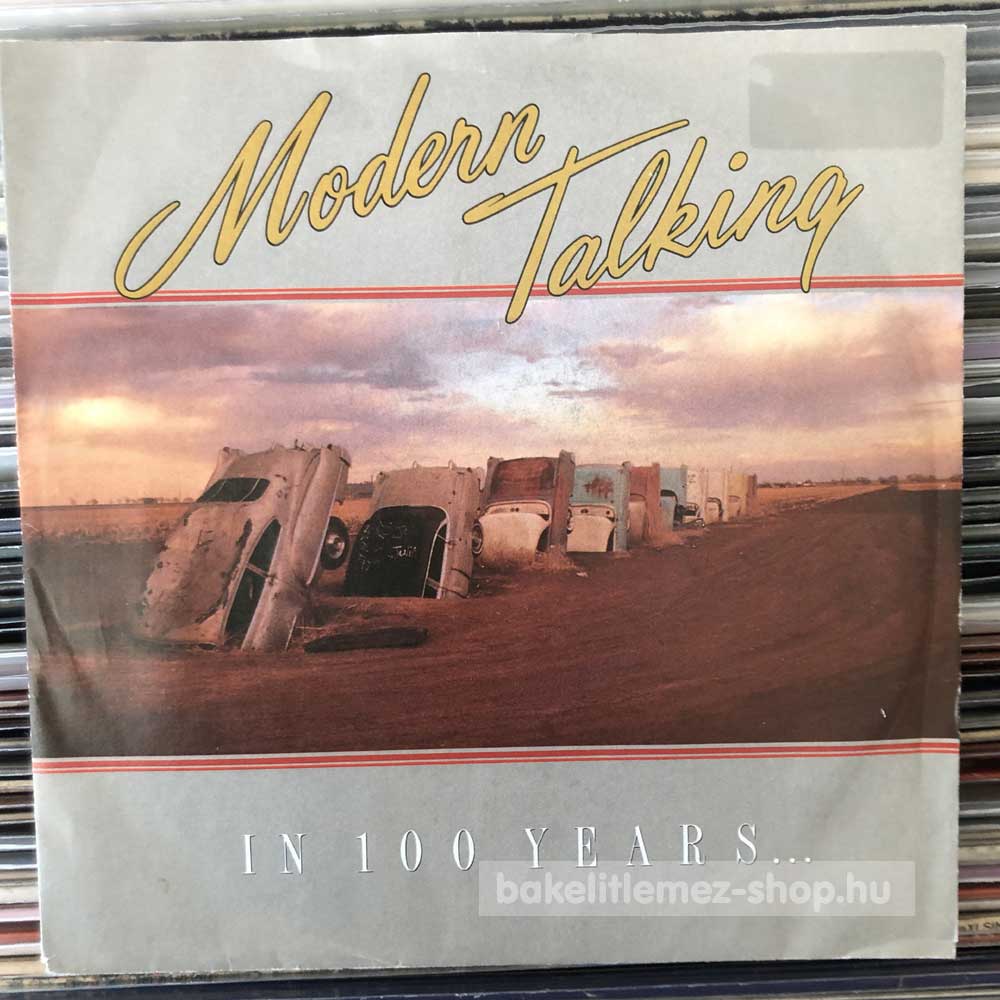 Modern
Talking
IN 100 YEARS...
bakelitlemez-shop.hu